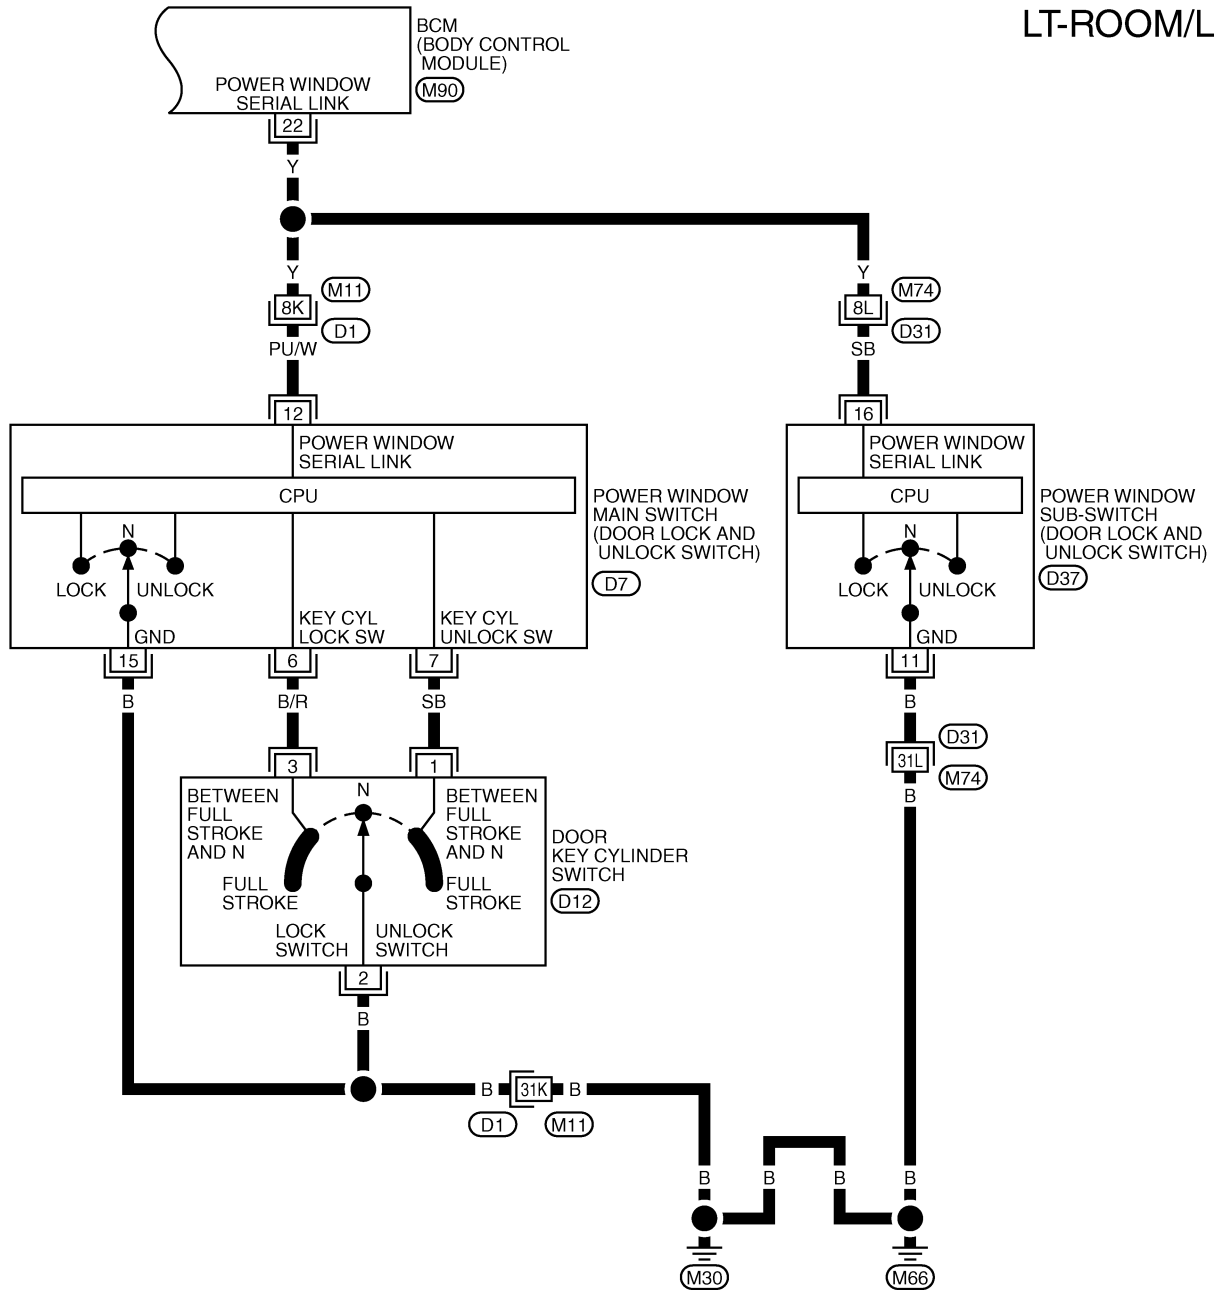 LT-ROOM/L
BCM
(BODY CONTROL
MODULE)
M90
POWER WINDOW
SERIAL LINK
22
Y
Y
Y
M11
8K
D1
PU/W
M74
8L
D31
SB
12
16
POWER WINDOW
SERIAL LINK
CPU
N
LOCK
UNLOCK
GND
KEY CYL
LOCK SW
KEY CYL
UNLOCK SW
POWER WINDOW
MAIN SWITCH
(DOOR LOCK AND
UNLOCK SWITCH)
D7
POWER WINDOW
SERIAL LINK
CPU
N
LOCK
UNLOCK
GND
POWER WINDOW
SUB-SWITCH
(DOOR LOCK AND
UNLOCK SWITCH)
D37
15
6
7
11
B
B/R
SB
B
D31
31L
M74
B
3
1
N
BETWEEN
FULL
STROKE
AND N
BETWEEN
FULL
STROKE
AND N
FULL
STROKE
FULL
STROKE
LOCK
SWITCH
UNLOCK
SWITCH
DOOR
KEY CYLINDER
SWITCH
D12
2
B
B
31K
B
D1
M11
B
B
B
B
M30
M66